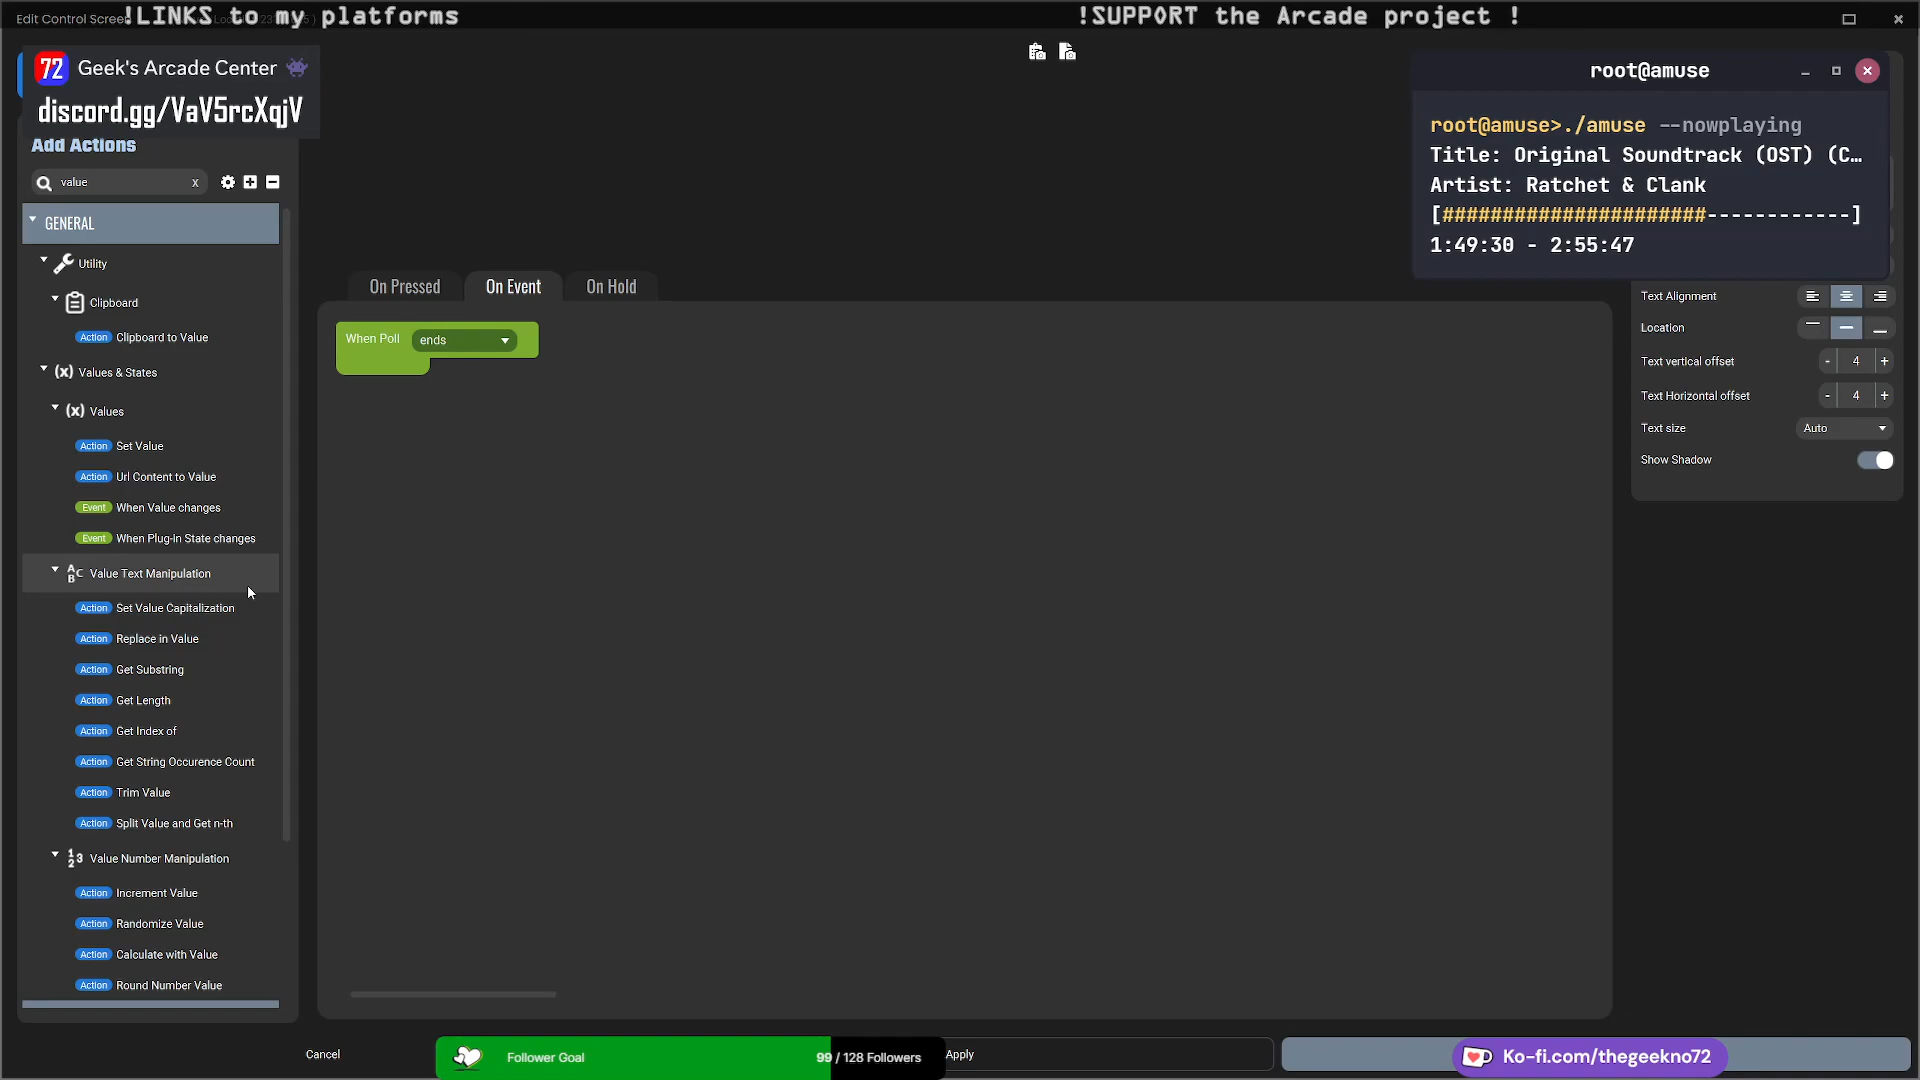 Edit Control Screen
!LINKS to my platforms
!SUPPORT the Arcade project !
72 Geek's Arcade Center
discord.gg/VaV5rcXqjV
Add Actions
value x
GENERAL
Utility
Clipboard
Action Clipboard to Value
Values & States
(x) Values
Action Set Value
Action Url Content to Value
Event When Value changes
Event When Plug-In State changes
Value Text Manipulation
Action Set Value Capitalization
Action Replace in Value
Action Get Substring
Action Get Length
Action Get Index of
Action Get String Occurence Count
Action Trim Value
Action Split Value and Get n-th
Value Number Manipulation
Action Increment Value
Action Randomize Value
Action Calculate with Value
Action Round Number Value
On Pressed
On Event
On Hold
When Poll ends
root@amuse
root@amuse>./amuse --nowplaying
Title: Original Soundtrack (OST) (C…
Artist: Ratchet & Clank
[######################------------]
1:49:30 - 2:55:47
Text Alignment
Location
Text vertical offset - 4 +
Text Horizontal offset - 4 +
Text size Auto
Show Shadow
Cancel
Follower Goal 99 / 128 Followers
Apply
Ko-fi.com/thegeekno72